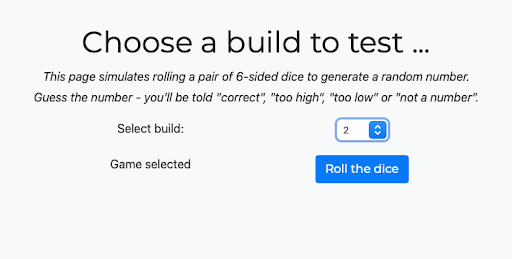 Choose a build to test ...
This page simulates rolling a pair of 6-sided dice to generate a random number.
Guess the number - you'll be told "correct", "too high", "too low" or "not a number".
Select build: 2
Game selected Roll the dice